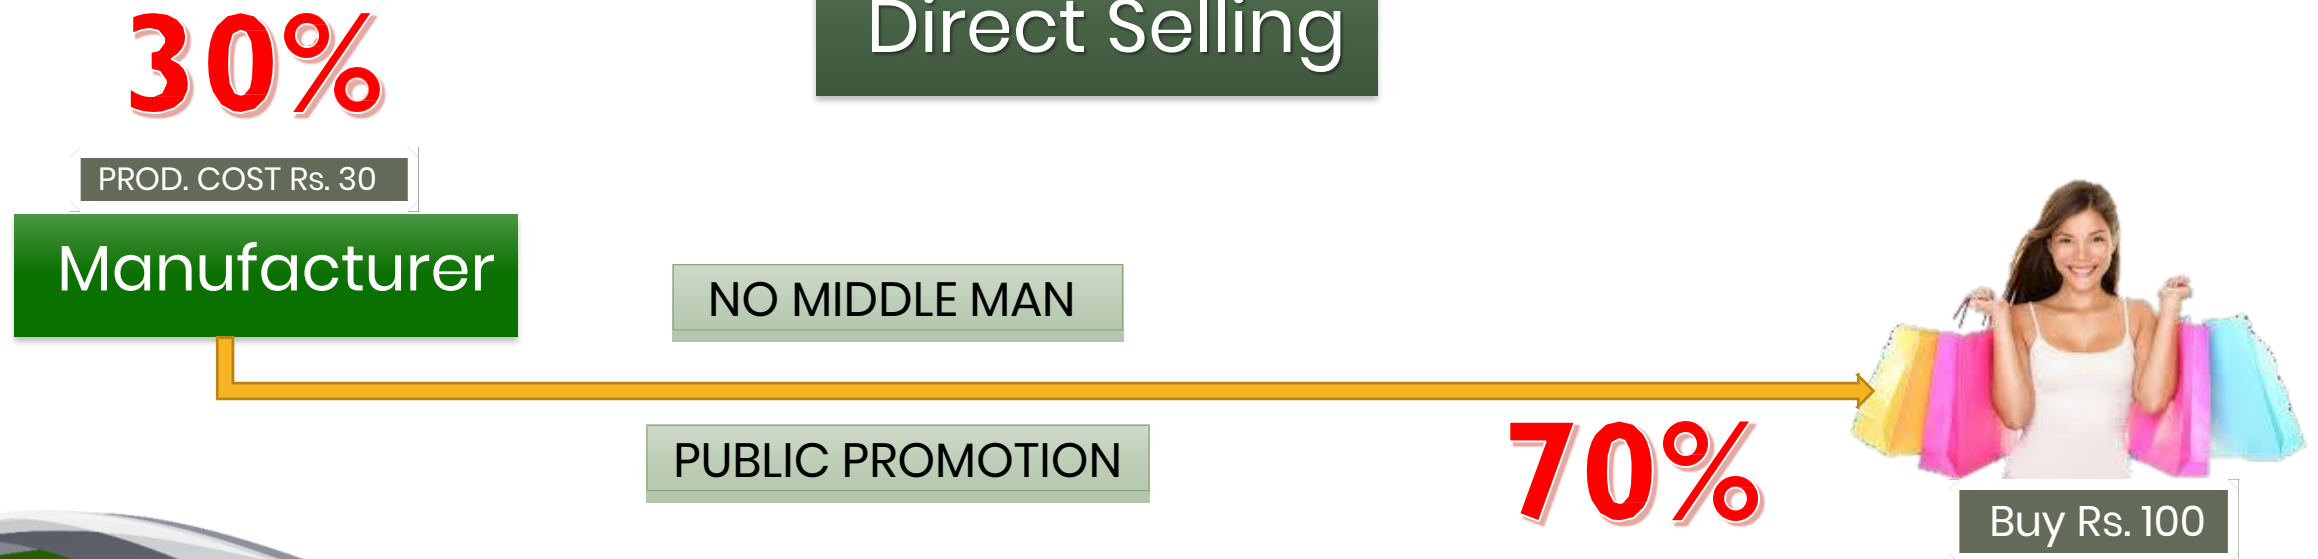 Direct Selling
30%
PROD. COST Rs. 30
Manufacturer
NO MIDDLE MAN
PUBLIC PROMOTION
70%
Buy Rs. 100